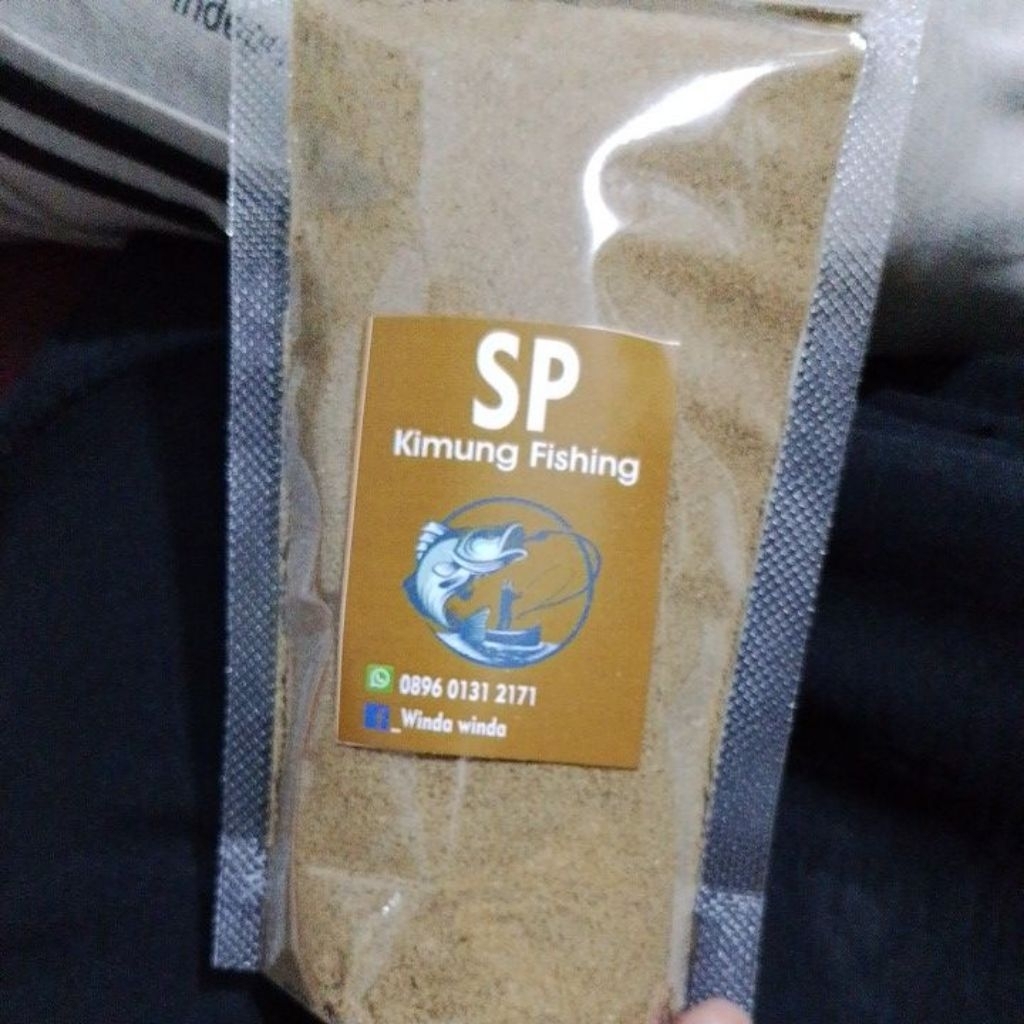 SP
Kimung Fishing
0896 0131 2171
_Winda winda